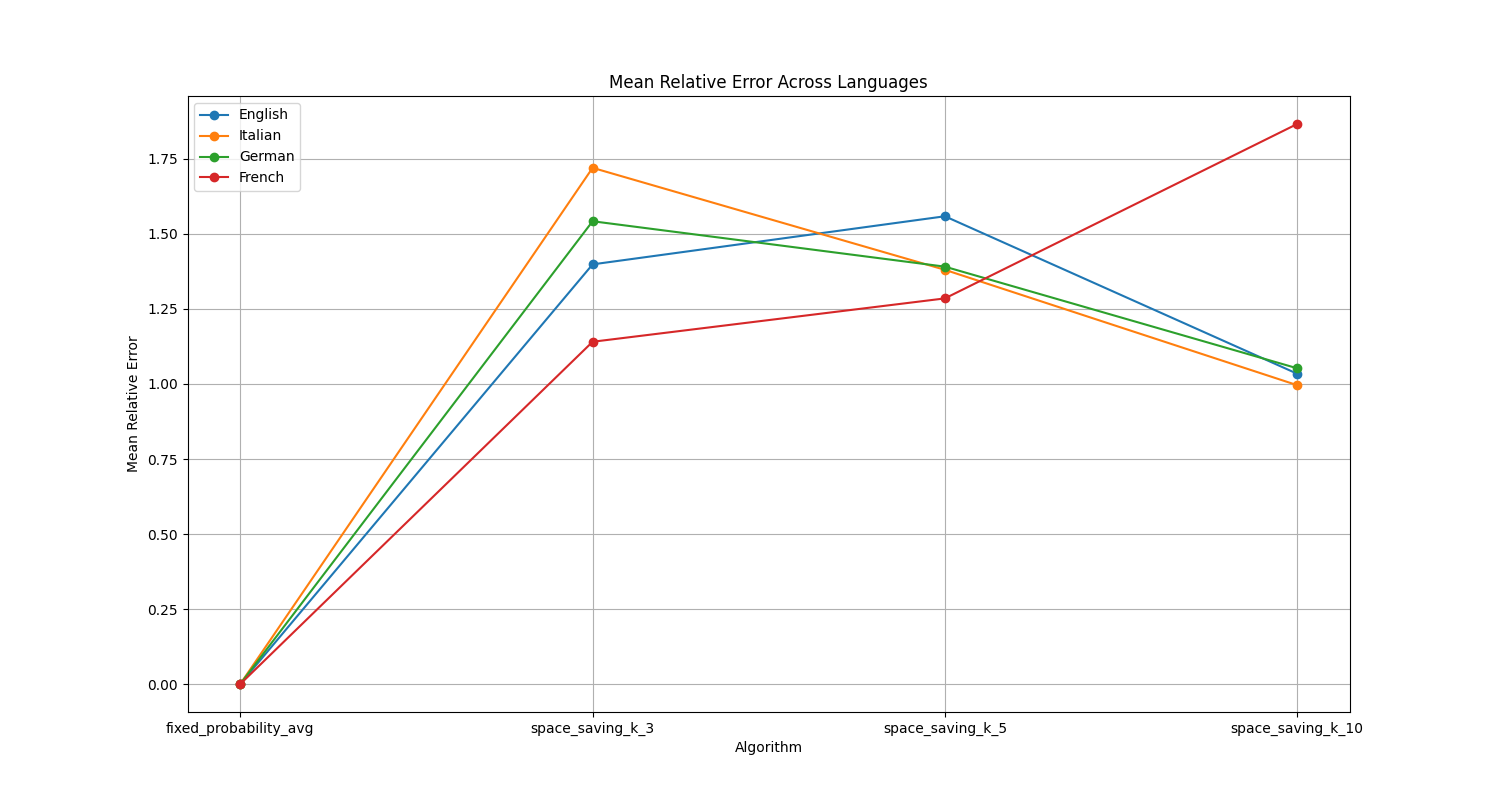 Mean Relative Error Across Languages
English
Italian
German
French
1.75
1.50
1.25
1.00
0.75
0.50
0.25
0.00
Mean Relative Error
fixed_probability_avg space_saving_k_3 space_saving_k_5 space_saving_k_10
Algorithm